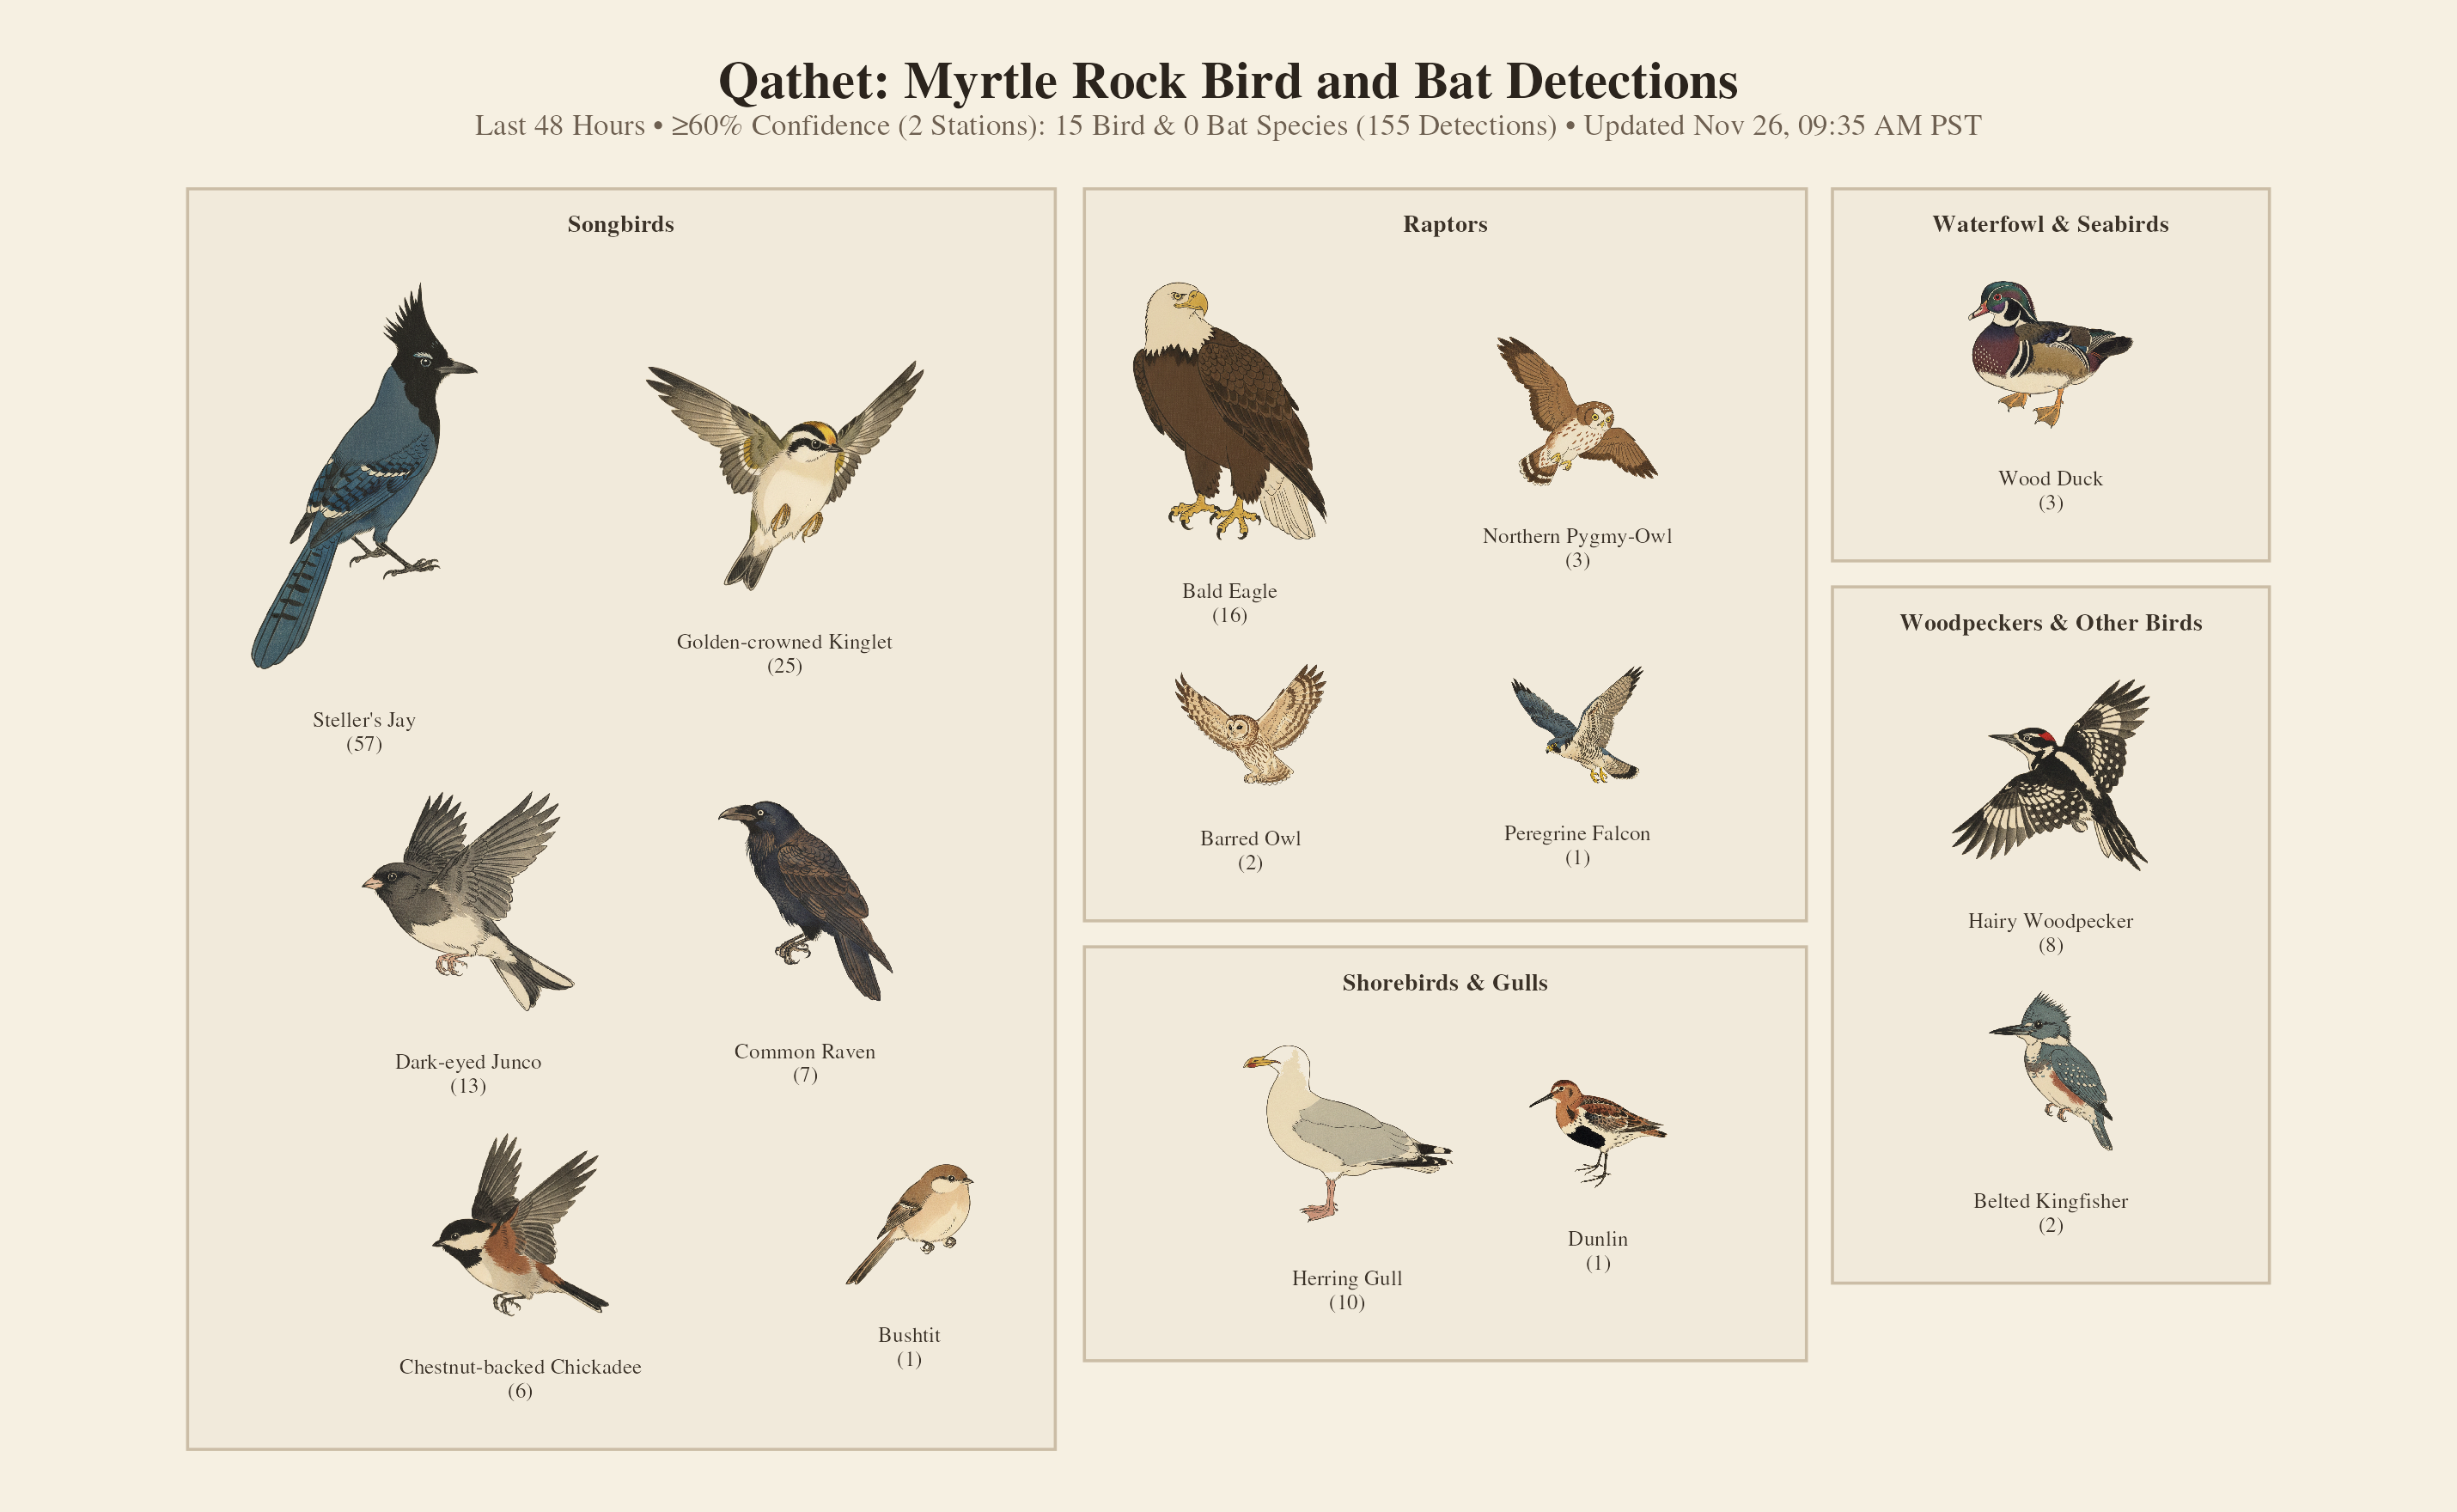 Qathet: Myrtle Rock Bird and Bat Detections
Last 48 Hours • ≥60% Confidence (2 Stations): 15 Bird & 0 Bat Species (155 Detections) • Updated Nov 26, 09:35 AM PST
Songbirds
Steller's Jay
(57)
Golden-crowned Kinglet
(25)
Dark-eyed Junco
(13)
Common Raven
(7)
Chestnut-backed Chickadee
(6)
Bushtit
(1)
Raptors
Bald Eagle
(16)
Northern Pygmy-Owl
(3)
Barred Owl
(2)
Peregrine Falcon
(1)
Shorebirds & Gulls
Herring Gull
(10)
Dunlin
(1)
Waterfowl & Seabirds
Wood Duck
(3)
Woodpeckers & Other Birds
Hairy Woodpecker
(8)
Belted Kingfisher
(2)